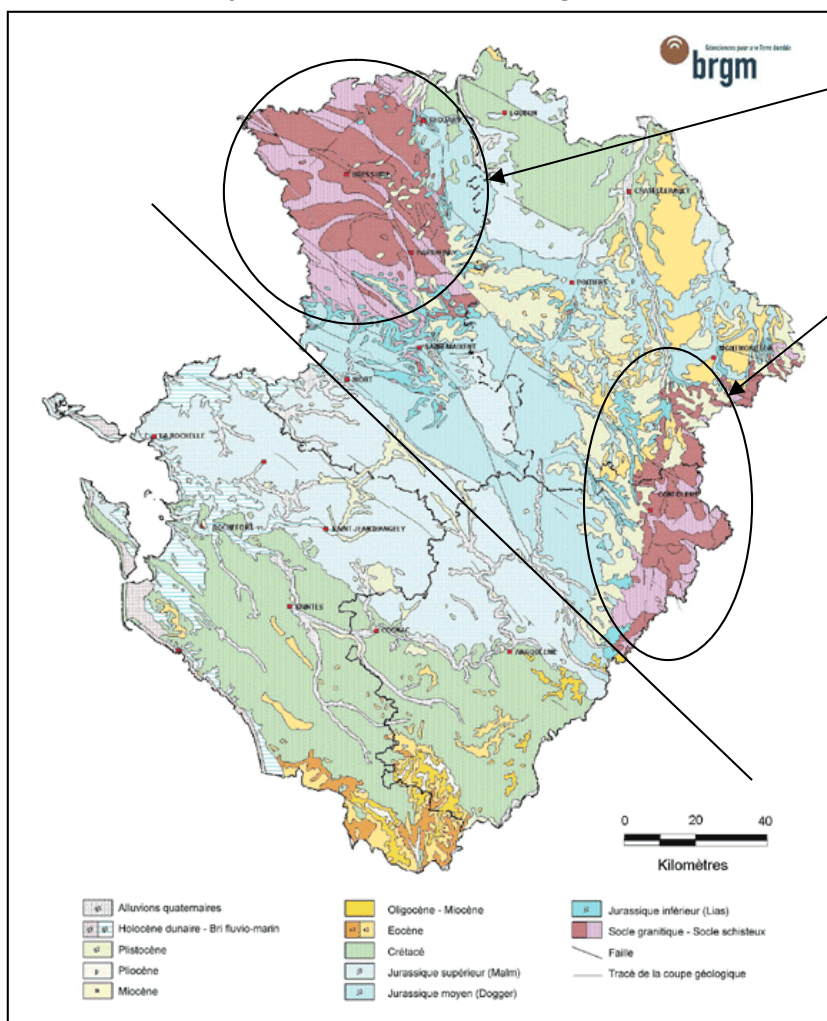 Géosciences pour une Terre durable
brgm
THOUARS
LOUDUN
BRESSUIRE
CHATELLERAULT
PARTHENAY
POITIERS
MONTMORILLON
SAINT-MAIXENT
NIORT
LA ROCHELLE
CONFOLENS
ROCHEFORT
SAINT-JEAN-D'ANGELY
SAINTES
COGNAC
ANGOULEME
0 20 40
Kilomètres
Alluvions quaternaires
Holocène dunaire - Bri fluvio-marin
Plistocène
Pliocène
Miocène
Oligocène - Miocène
Eocène
Crétacé
Jurassique supérieur (Malm)
Jurassique moyen (Dogger)
Jurassique inférieur (Lias)
Socle granitique - Socle schisteux
Faille
Tracé de la coupe géologique